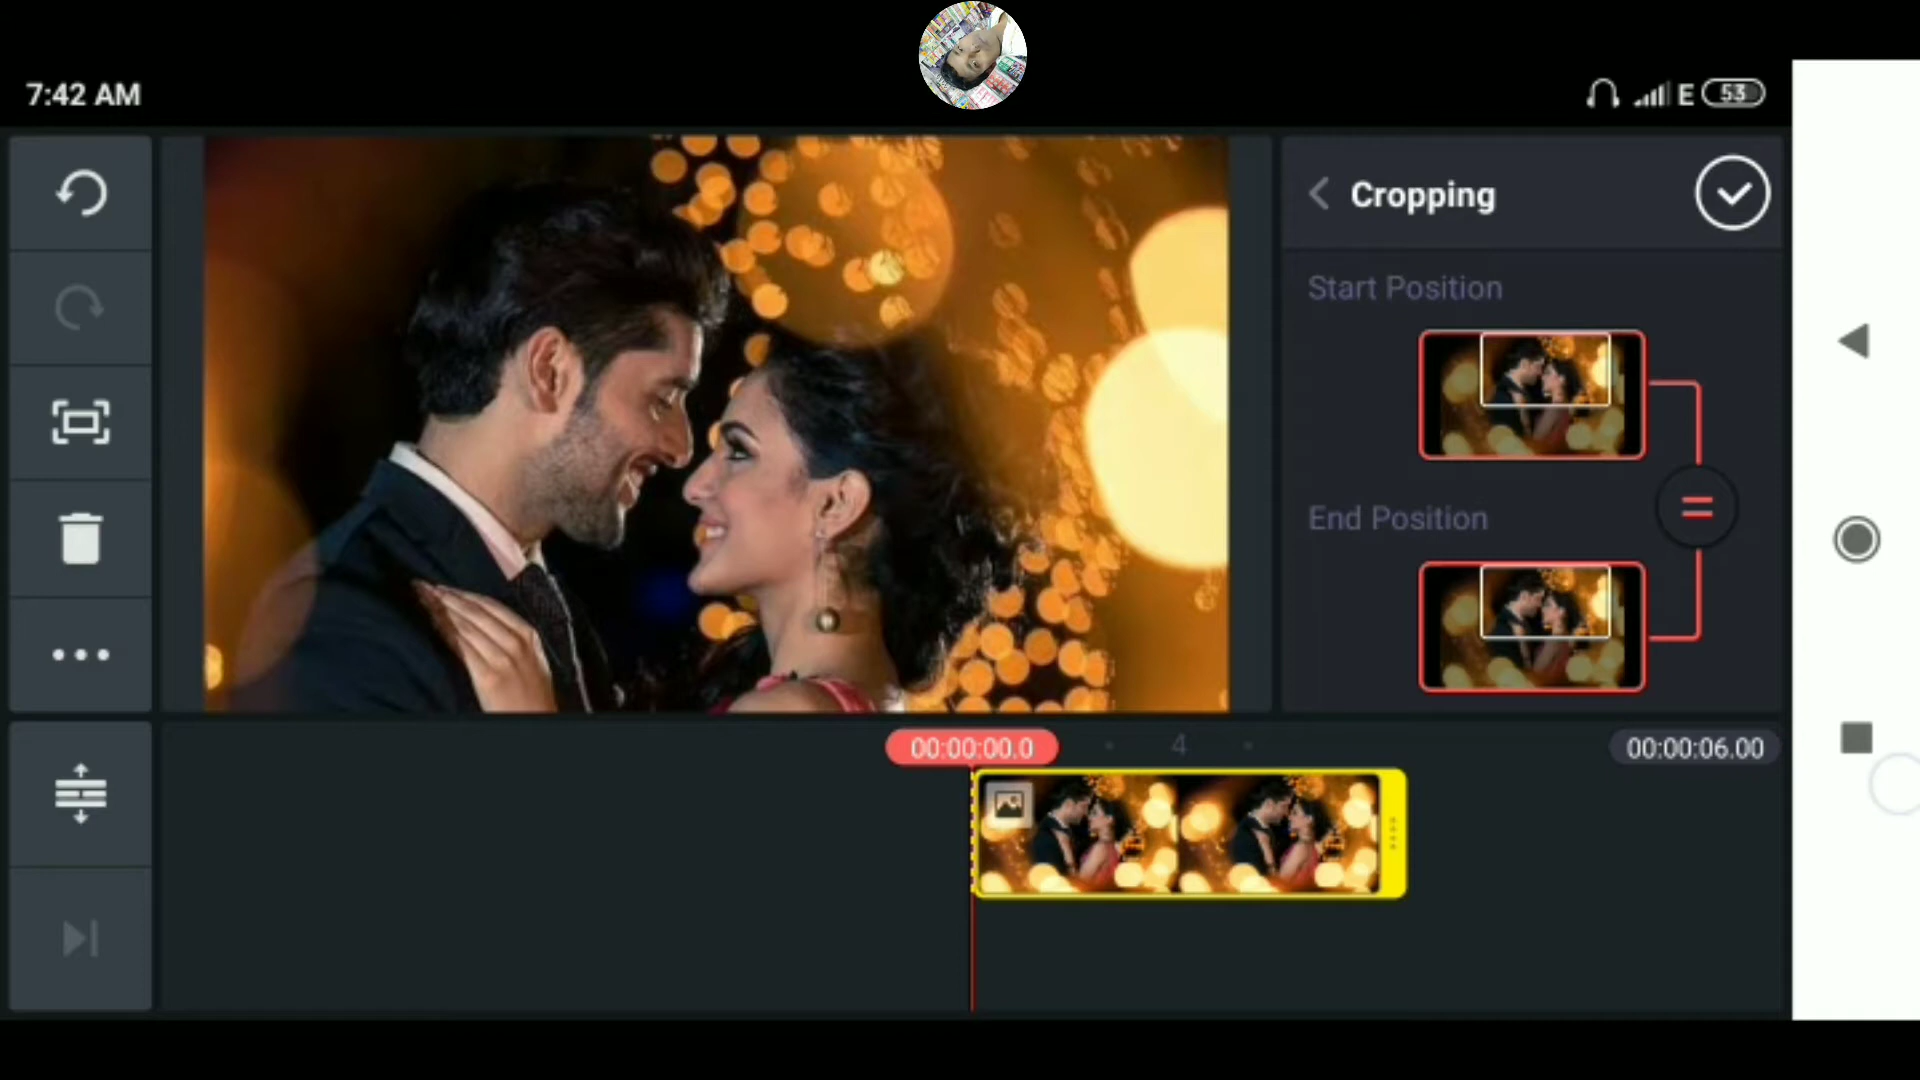 7:42 AM
E 53
Cropping
Start Position
End Position
00:00:00.0
4
00:00:06.00